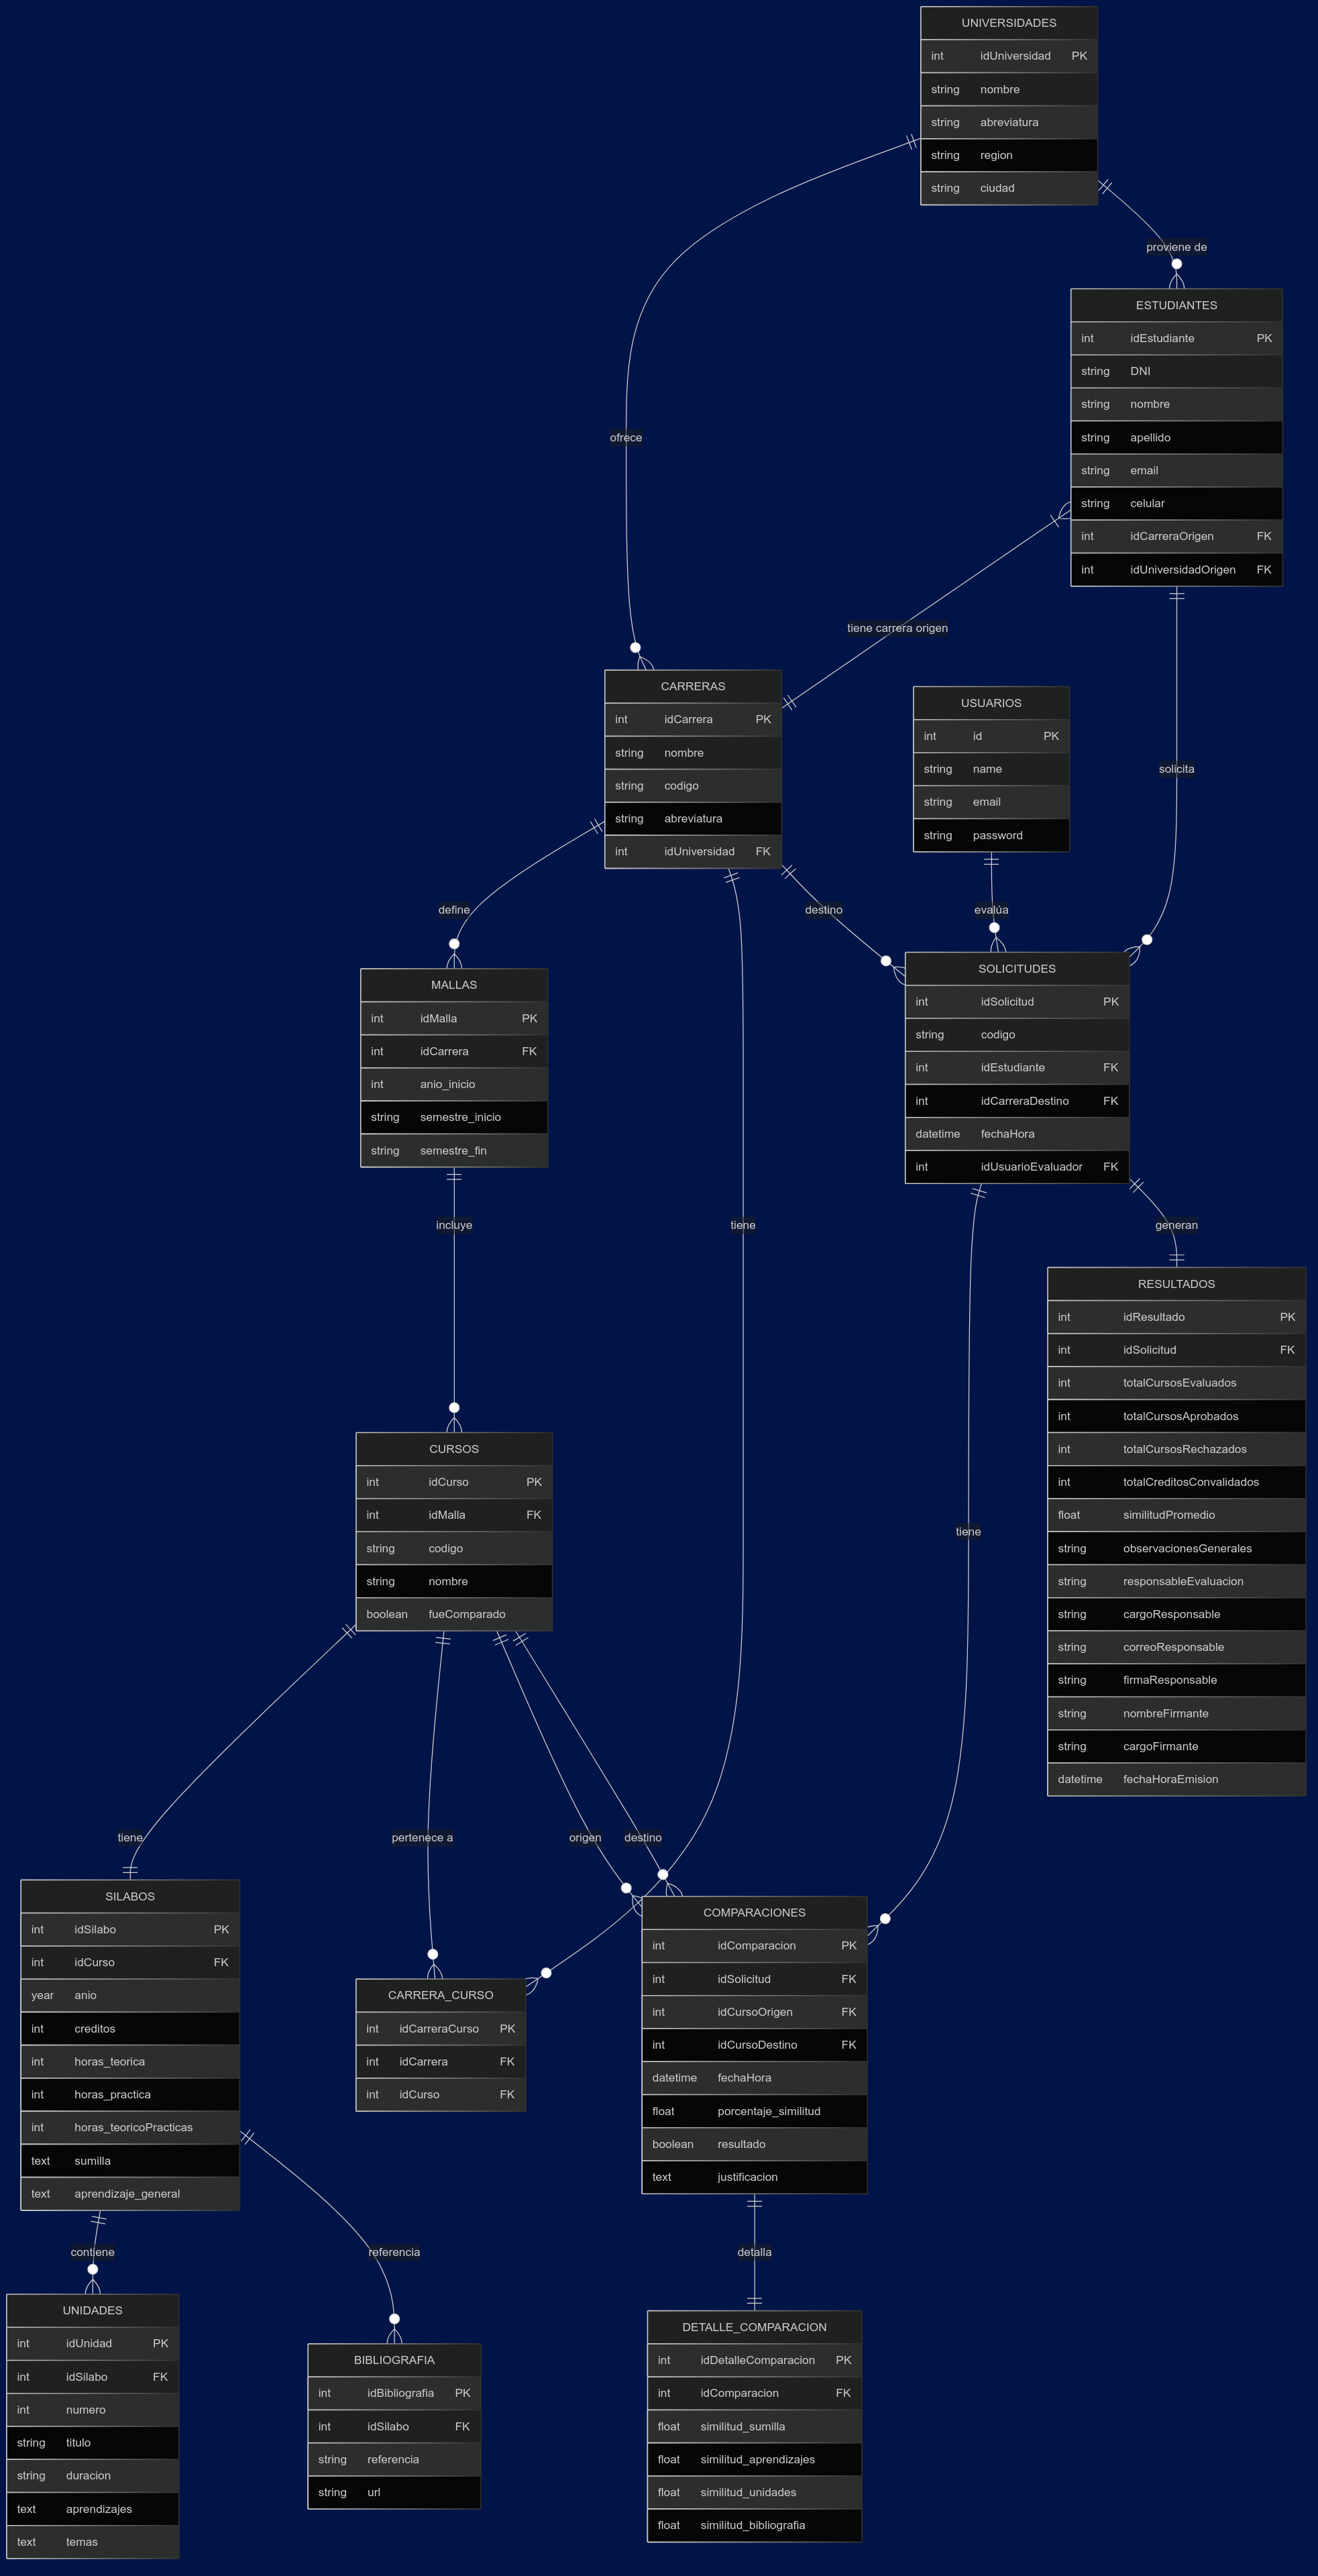 UNIVERSIDADES
int idUniversidad PK
string nombre
string abreviatura
string region
string ciudad
proviene de
ESTUDIANTES
int idEstudiante PK
string DNI
string nombre
string apellido
string email
string celular
int idCarreraOrigen FK
int idUniversidadOrigen FK
ofrece
tiene carrera origen
solicita
CARRERAS
int idCarrera PK
string nombre
string codigo
string abreviatura
int idUniversidad FK
USUARIOS
int id PK
string name
string email
string password
define
destino
evalúa
MALLAS
int idMalla PK
int idCarrera FK
int anio_inicio
string semestre_inicio
string semestre_fin
SOLICITUDES
int idSolicitud PK
string codigo
int idEstudiante FK
int idCarreraDestino FK
datetime fechaHora
int idUsuarioEvaluador FK
incluye
tiene
generan
RESULTADOS
int idResultado PK
int idSolicitud FK
int totalCursosEvaluados
int totalCursosAprobados
int totalCursosRechazados
int totalCreditosConvalidados
float similitudPromedio
string observacionesGenerales
string responsableEvaluacion
string cargoResponsable
string correoResponsable
string firmaResponsable
string nombreFirmante
string cargoFirmante
datetime fechaHoraEmision
CURSOS
int idCurso PK
int idMalla FK
string codigo
string nombre
boolean fueComparado
tiene
tiene
pertenece a
origen
destino
SILABOS
int idSilabo PK
int idCurso FK
year anio
int creditos
int horas_teorica
int horas_practica
int horas_teoricoPracticas
text sumilla
text aprendizaje_general
CARRERA_CURSO
int idCarreraCurso PK
int idCarrera FK
int idCurso FK
COMPARACIONES
int idComparacion PK
int idSolicitud FK
int idCursoOrigen FK
int idCursoDestino FK
datetime fechaHora
float porcentaje_similitud
boolean resultado
text justificacion
contiene
referencia
detalla
UNIDADES
int idUnidad PK
int idSilabo FK
int numero
string titulo
string duracion
text aprendizajes
text temas
BIBLIOGRAFIA
int idBibliografia PK
int idSilabo FK
string referencia
string url
DETALLE_COMPARACION
int idDetalleComparacion PK
int idComparacion FK
float similitud_sumilla
float similitud_aprendizajes
float similitud_unidades
float similitud_bibliografia